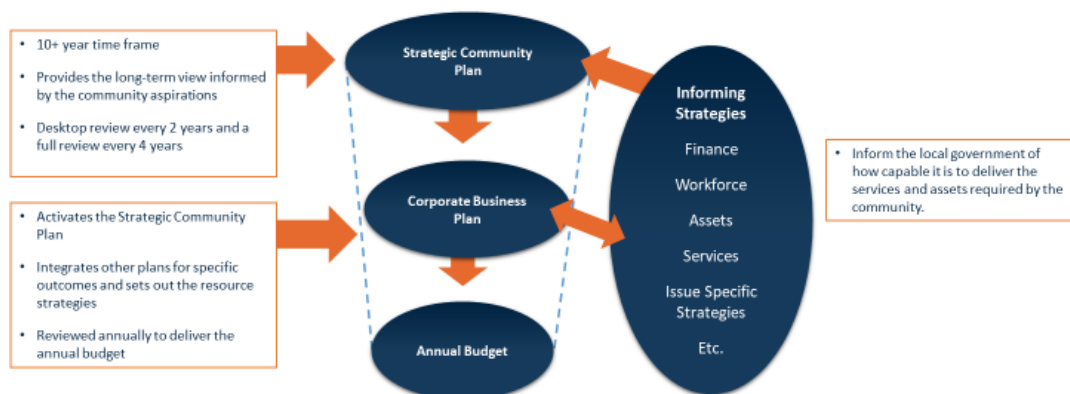 • 10+ year time frame
• Provides the long-term view informed
by the community aspirations
• Desktop review every 2 years and a
full review every 4 years
• Activates the Strategic Community
Plan
• Integrates other plans for specific
outcomes and sets out the resource
strategies
• Reviewed annually to deliver the
annual budget
Strategic Community
Plan
Corporate Business
Plan
Annual Budget
Informing
Strategies
Finance
Workforce
Assets
Services
Issue Specific
Strategies
Etc.
• Inform the local government of
how capable it is to deliver the
services and assets required by the
community.